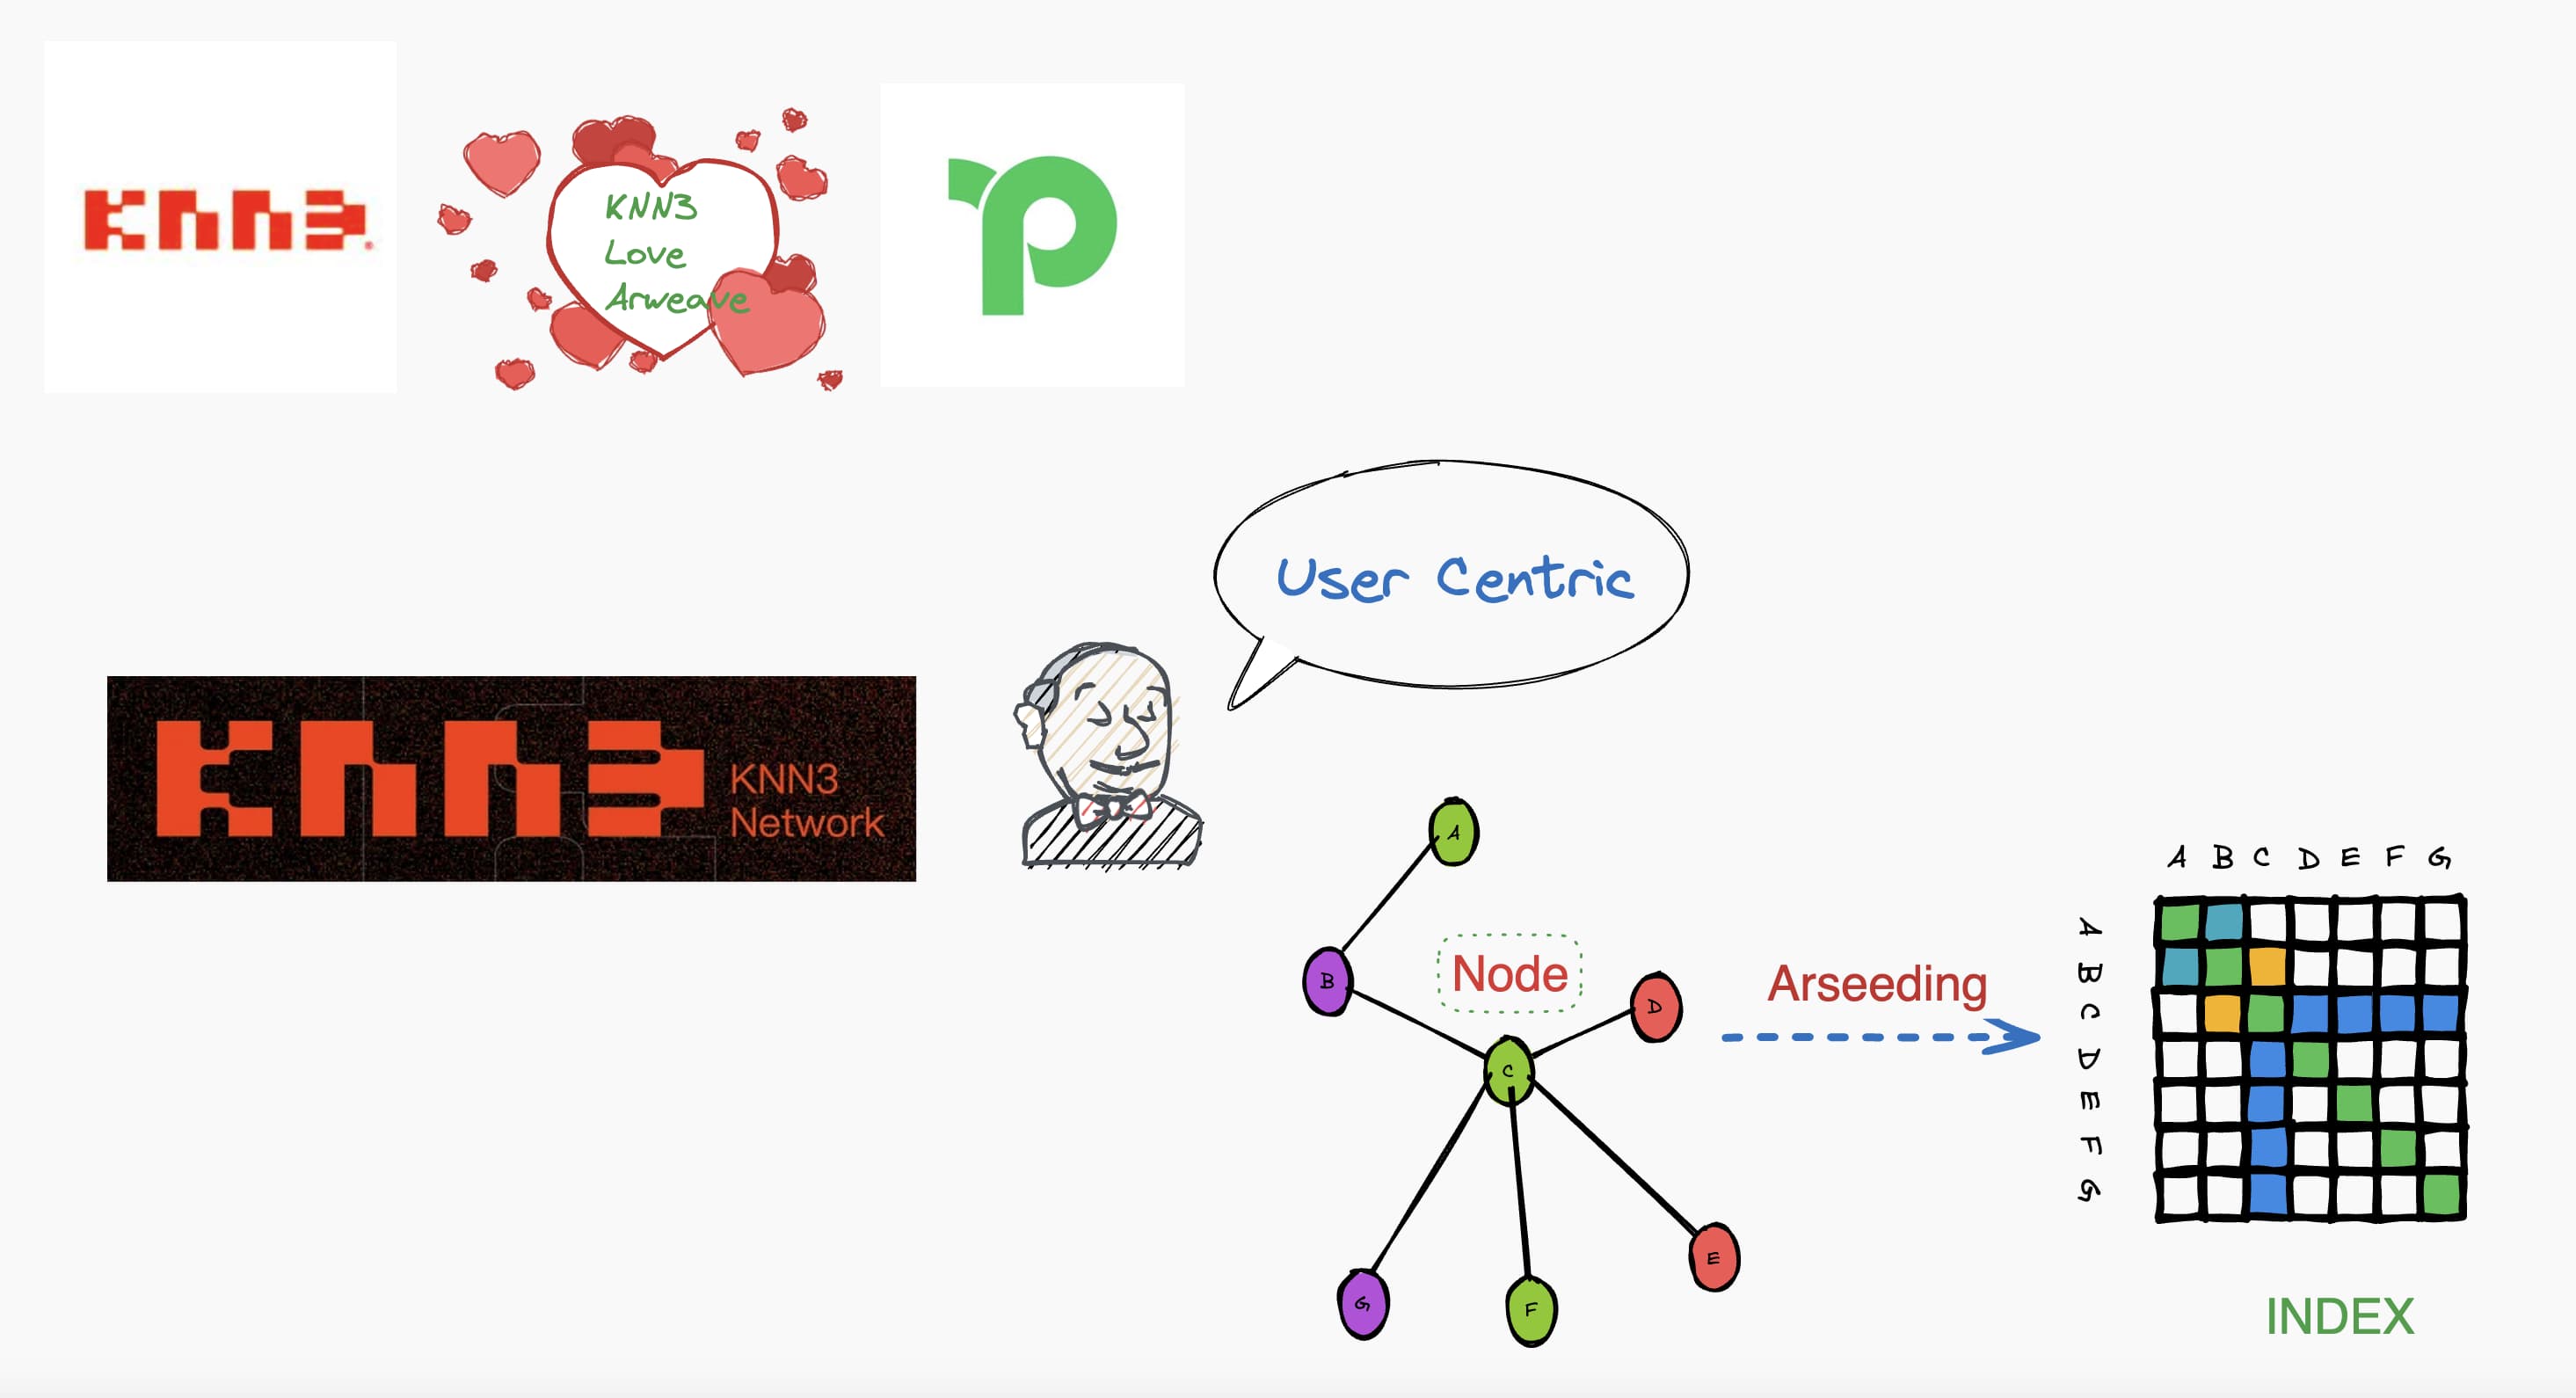 KNN3
KNN3
Love
Arweave
User Centric
KNN3
KNN3
Network
A
B
Node
D
C
G
F
E
Arseeding
A B C D E F G
A
B
C
D
E
F
G
INDEX